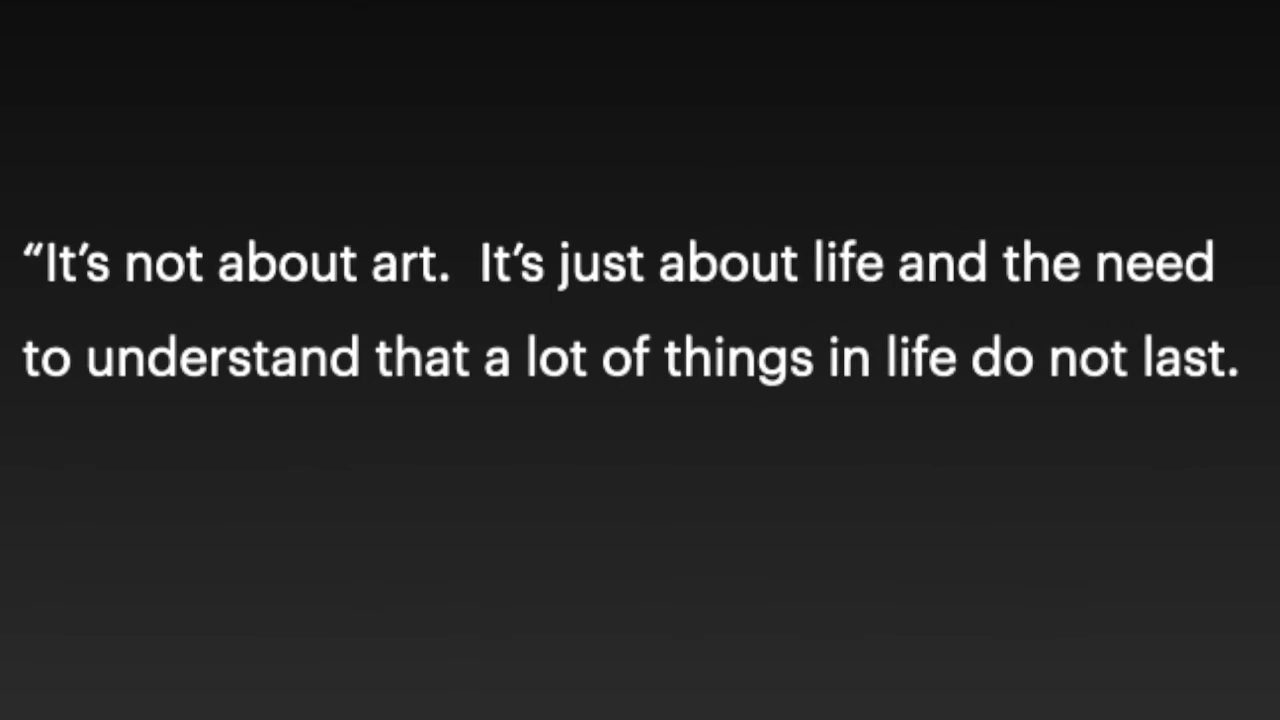 “It’s not about art.  It’s just about life and the need
to understand that a lot of things in life do not last.